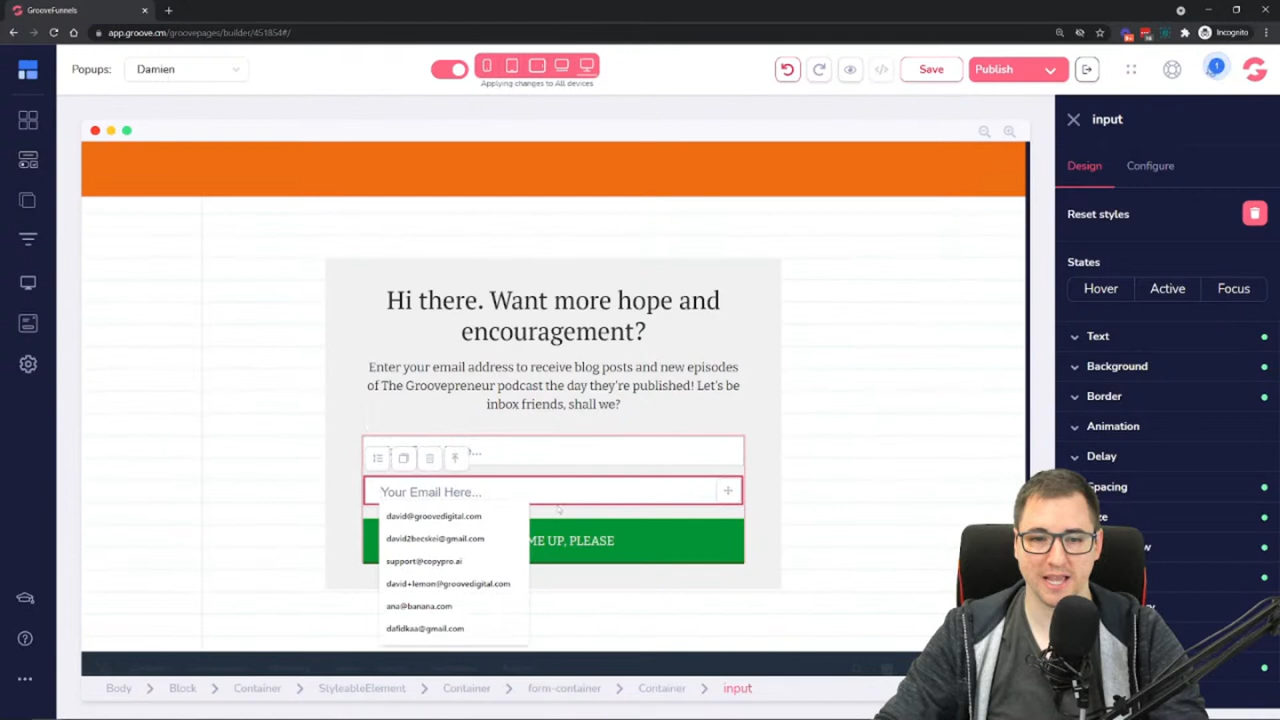 GrooveFunnels
app.groove.cm/groovepages/builder/451854#/
Incognito
Popups:
Damien
Applying changes to All devices
Save
Publish
1
input
Design
Configure
Reset styles
States
Hover
Active
Focus
Text
Background
Border
Animation
Delay
Spacing
Hi there. Want more hope and
encouragement?
Enter your email address to receive blog posts and new episodes
of The Groovepreneur podcast the day they're published! Let's be
inbox friends, shall we?
Your Email Here...
david@groovedigital.com
david2becskei@gmail.com
support@copypro.ai
david+lemon@groovedigital.com
ana@banana.com
dafidkaa@gmail.com
ME UP, PLEASE
Body
Block
Container
StyleableElement
Container
form-container
Container
input